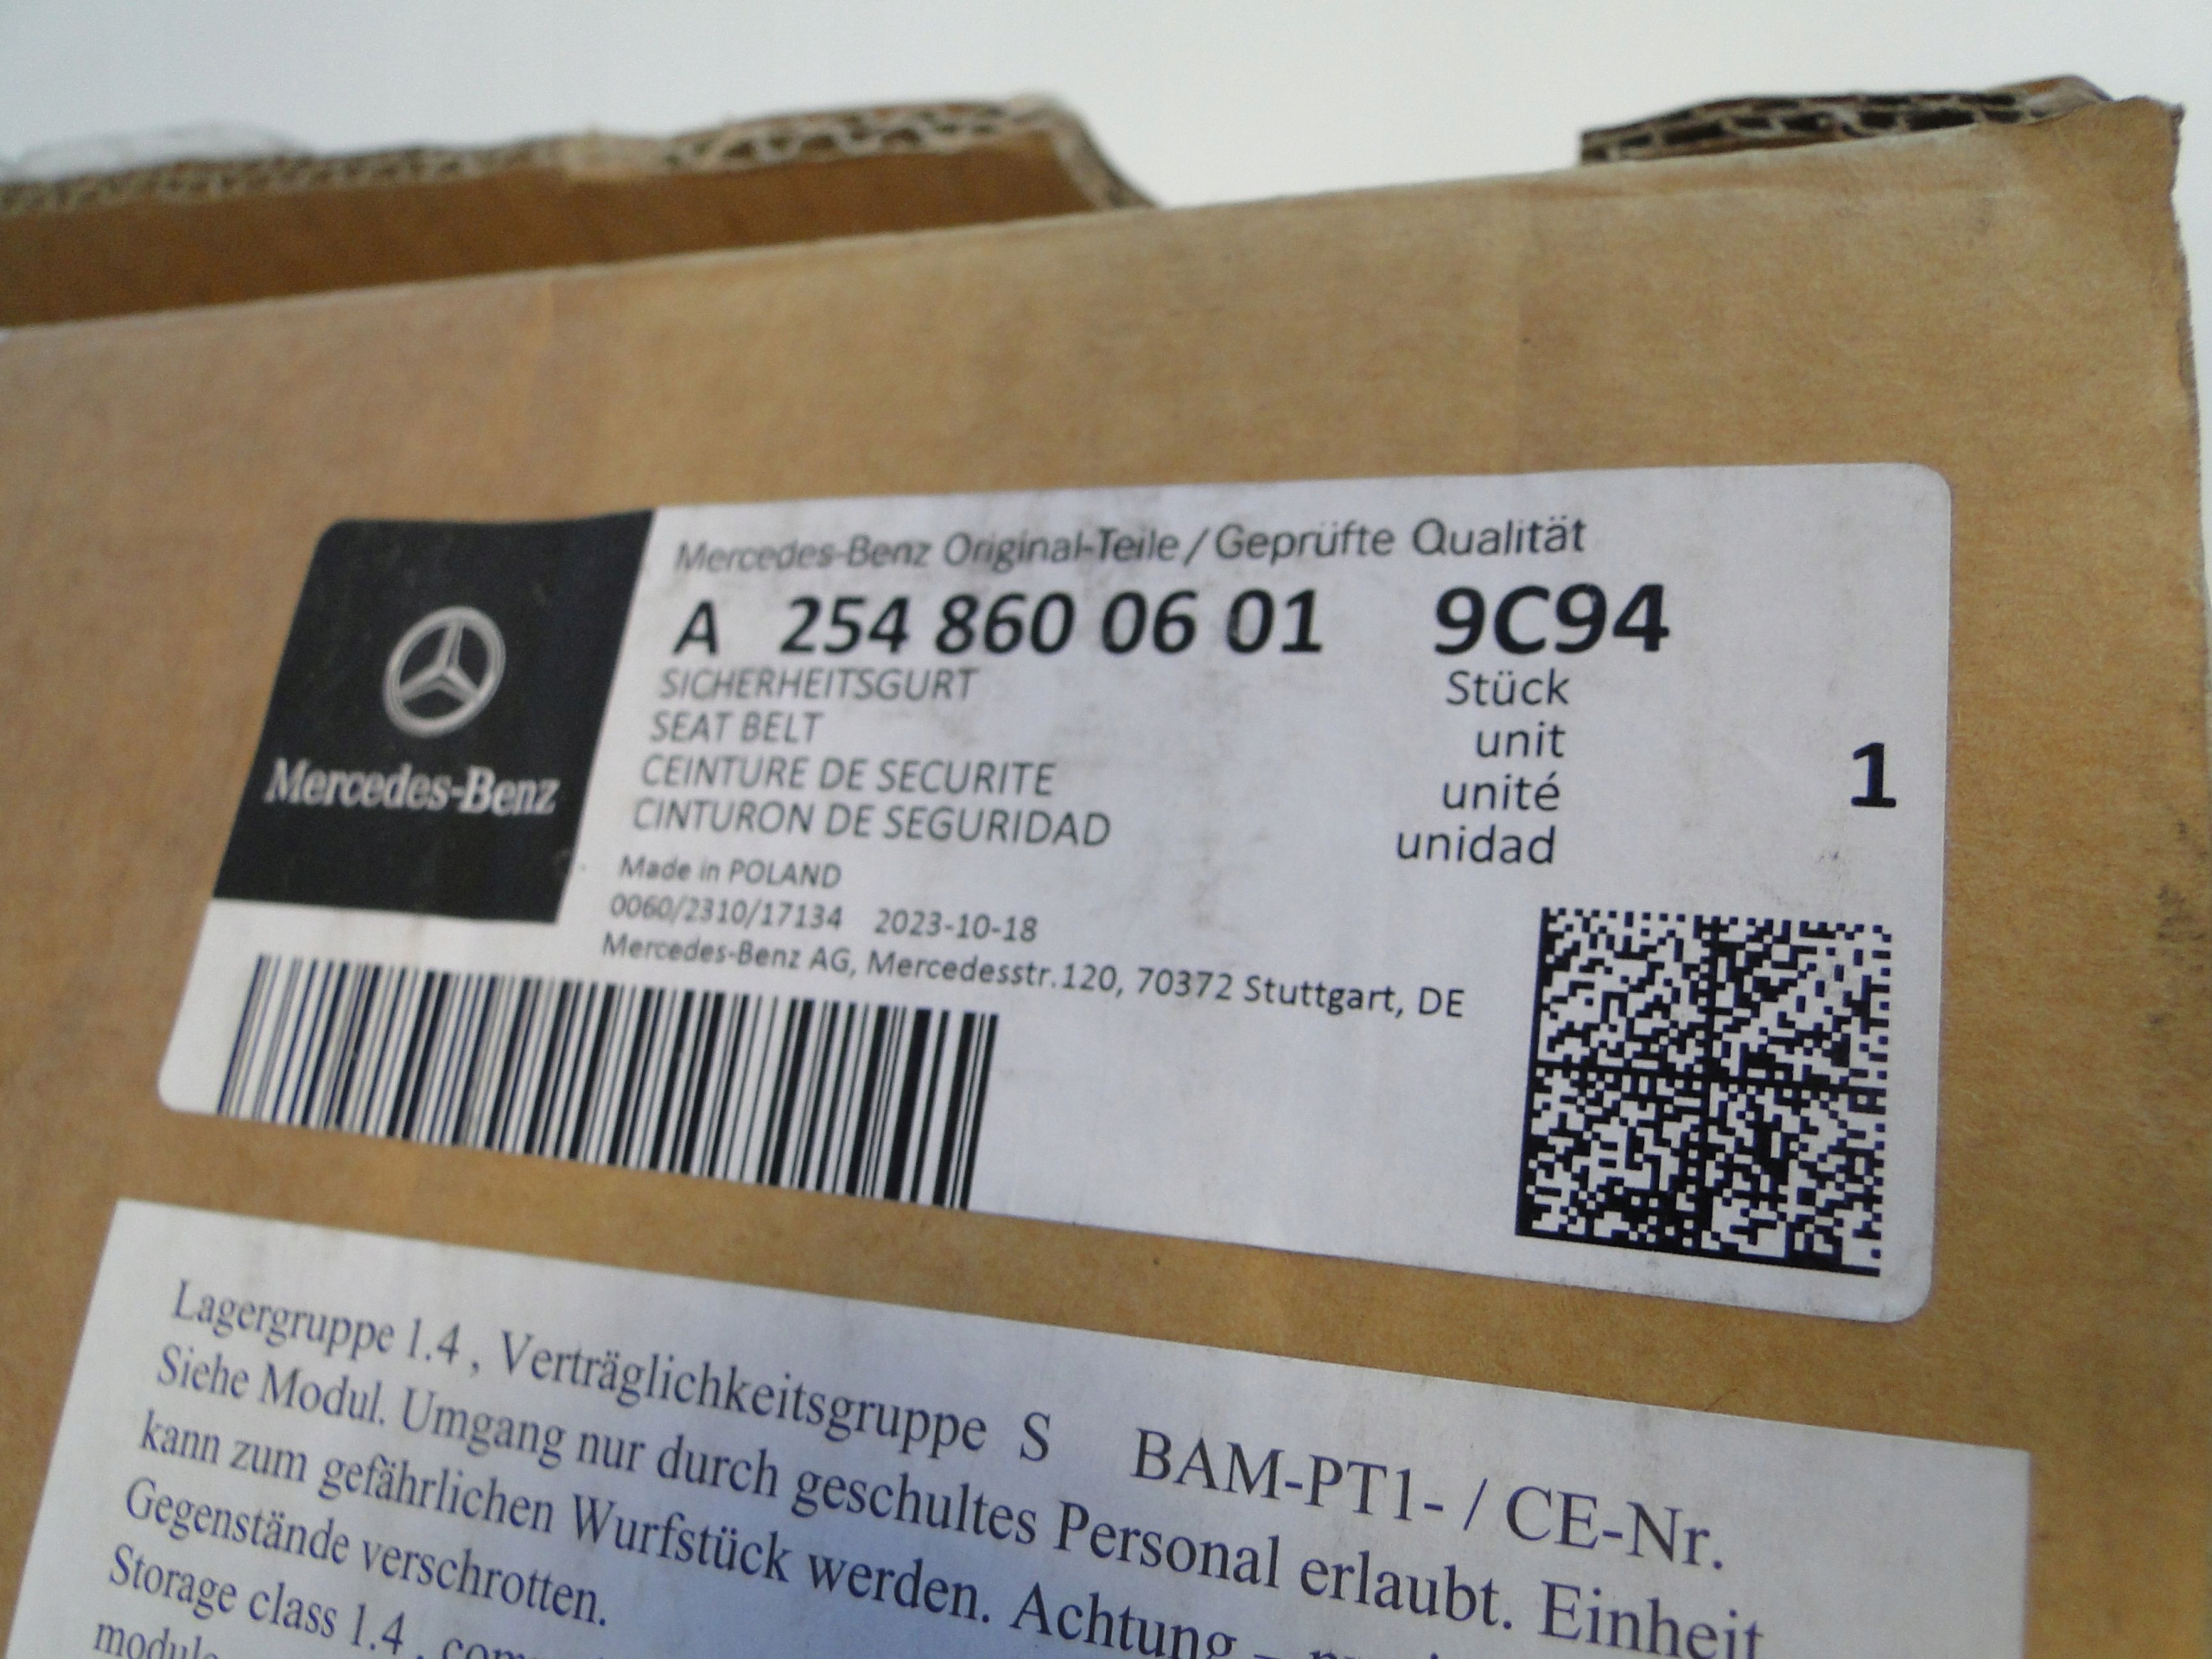 Mercedes-Benz Original-Teile / Geprüfte Qualität
A 254 860 06 01 9C94
SICHERHEITSGURT
SEAT BELT
CEINTURE DE SECURITE
CINTURON DE SEGURIDAD
Stück
unit
unité
unidad
1
Mercedes-Benz
Made in POLAND
0060/2310/17134 2023-10-18
Mercedes-Benz AG, Mercedesstr.120, 70372 Stuttgart, DE
Lagergruppe 1.4 , Verträglichkeitsgruppe S BAM-PT1- / CE-Nr.
Siehe Modul. Umgang nur durch geschultes Personal erlaubt. Einheit
kann zum gefährlichen Wurfstück werden. Achtung –
Gegenstände verschrotten.
Storage class 1.4 ,
module